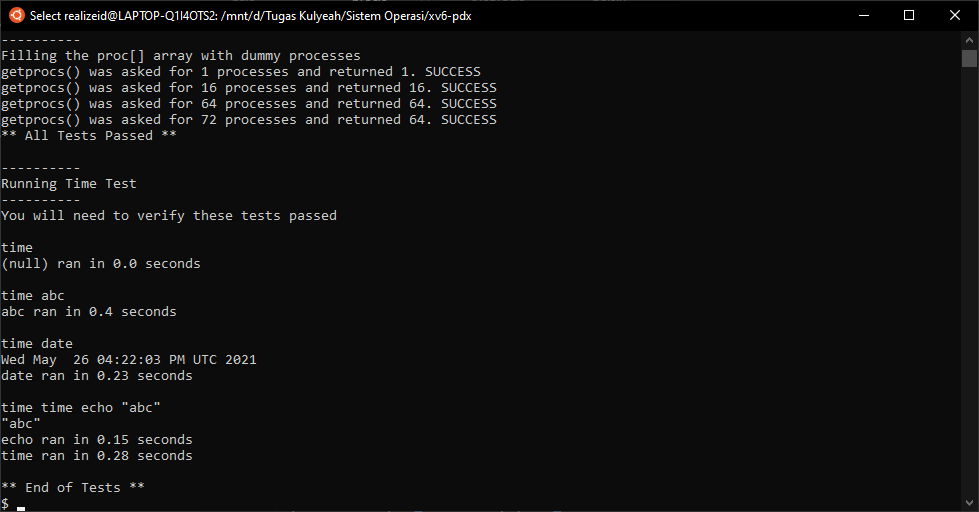 Select realizeid@LAPTOP-Q1I4OTS2: /mnt/d/Tugas Kulyeah/Sistem Operasi/xv6-pdx
----------
Filling the proc[] array with dummy processes
getprocs() was asked for 1 processes and returned 1. SUCCESS
getprocs() was asked for 16 processes and returned 16. SUCCESS
getprocs() was asked for 64 processes and returned 64. SUCCESS
getprocs() was asked for 72 processes and returned 64. SUCCESS
** All Tests Passed **
----------
Running Time Test
----------
You will need to verify these tests passed
time
(null) ran in 0.0 seconds
time abc
abc ran in 0.4 seconds
time date
Wed May  26 04:22:03 PM UTC 2021
date ran in 0.23 seconds
time time echo "abc"
"abc"
echo ran in 0.15 seconds
time ran in 0.28 seconds
** End of Tests **
$